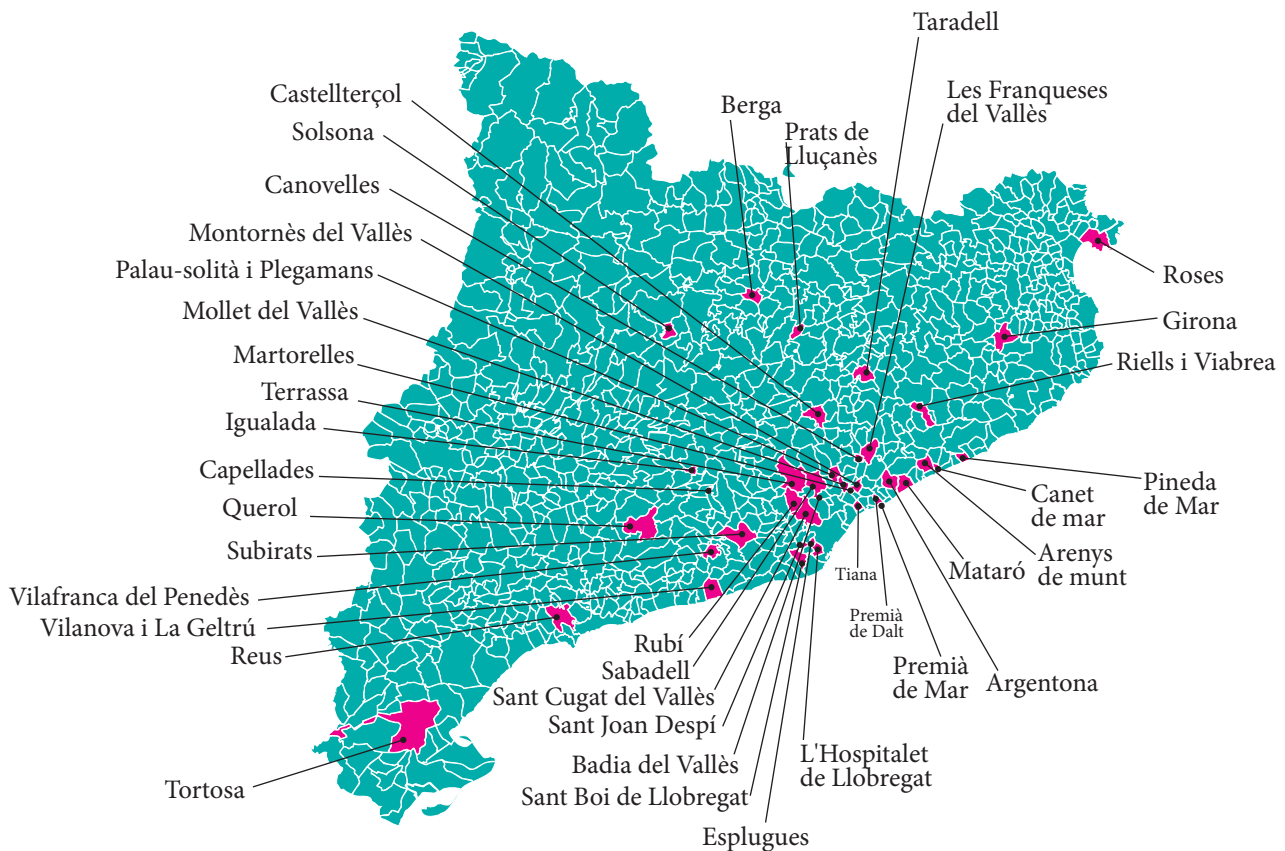 Taradell
Castellterçol
Solsona
Canovelles
Montornès del Vallès
Palau-solità i Plegamans
Mollet del Vallès
Martorelles
Terrassa
Igualada
Capellades
Querol
Subirats
Vilafranca del Penedès
Vilanova i La Geltrú
Reus
Tortosa
Berga
Prats de
Lluçanès
Les Franqueses
del Vallès
Roses
Girona
Riells i Viabrea
Pineda
de Mar
Canet
de mar
Arenys
de munt
Mataró
Argentona
Premià
de Mar
Premià
de Dalt
Tiana
Rubí
Sabadell
Sant Cugat del Vallès
Sant Joan Despí
Badia del Vallès
Sant Boi de Llobregat
Esplugues
L'Hospitalet
de Llobregat